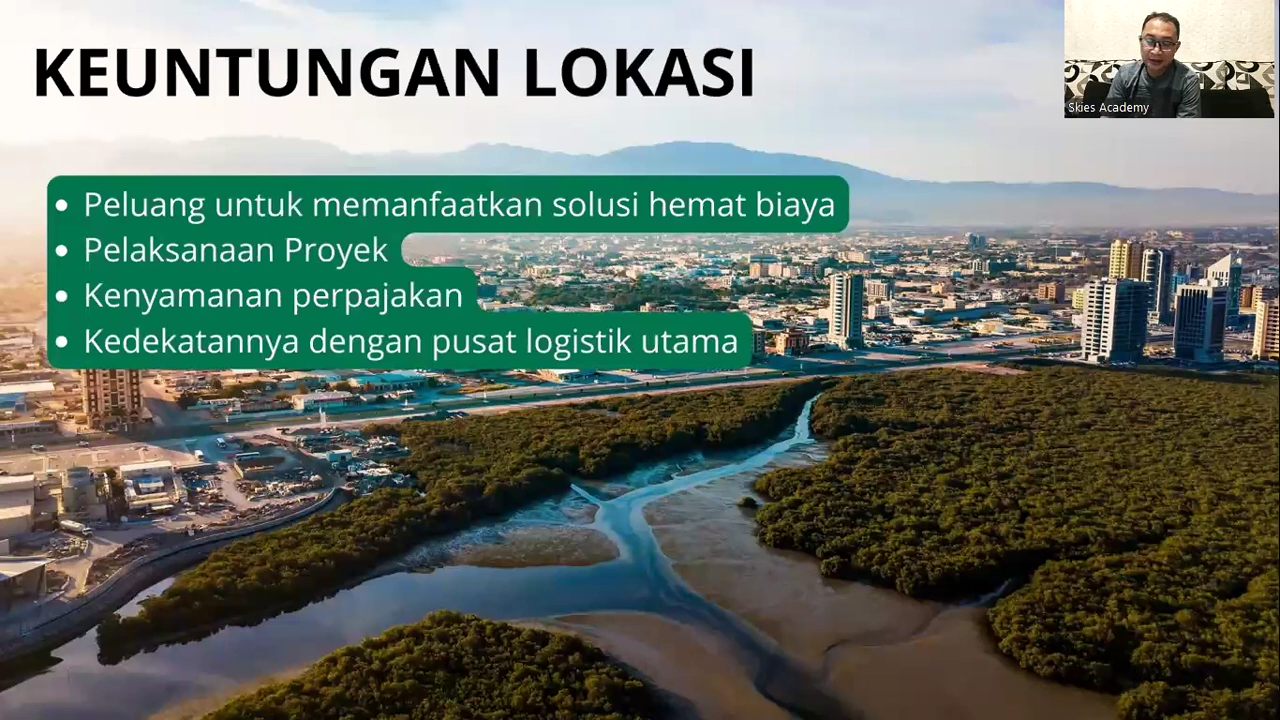 KEUNTUNGAN LOKASI
Skies Academy
• Peluang untuk memanfaatkan solusi hemat biaya
• Pelaksanaan Proyek
• Kenyamanan perpajakan
• Kedekatannya dengan pusat logistik utama